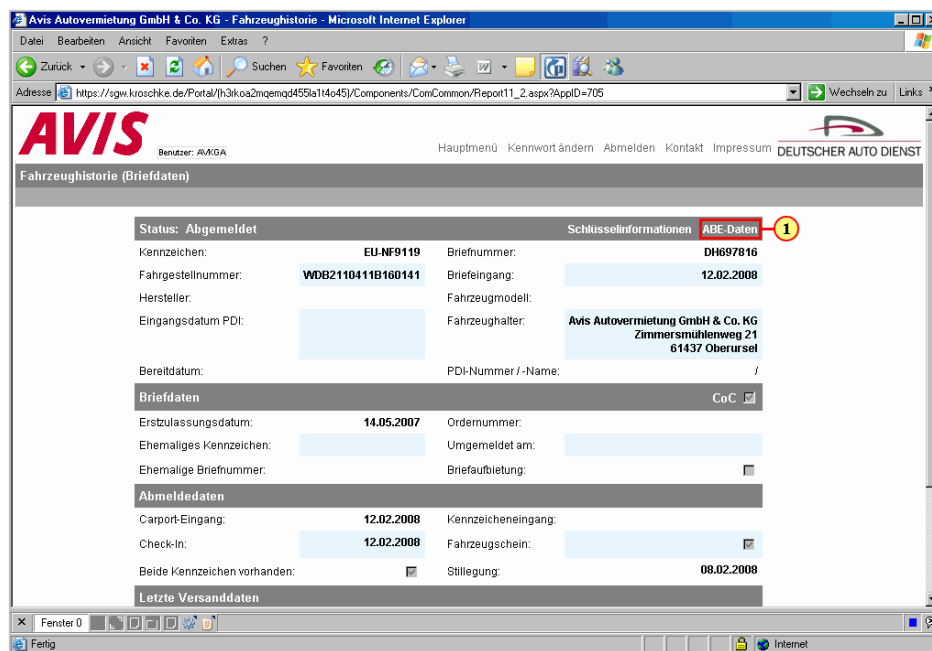 Avis Autovermietung GmbH & Co. KG - Fahrzeughistorie - Microsoft Internet Explorer
Datei Bearbeiten Ansicht Favoriten Extras ?
Zurück Suchen Favoriten
Adresse https://sgw.kroschke.de/Portal/(h3rkoa2mqemqd455la1t4o45)/Components/ComCommon/Report11_2.aspx?AppID=705 Wechseln zu Links
AVIS Benutzer: AVKGA Hauptmenü Kennwort ändern Abmelden Kontakt Impressum DEUTSCHER AUTO DIENST
Fahrzeughistorie (Briefdaten)
Status: Abgemeldet Schlüsselinformationen ABE-Daten 1
Kennzeichen: EU-NF9119 Briefnummer: DH697816
Fahrgestellnummer: WDB2110411B160141 Briefeingang: 12.02.2008
Hersteller: Fahrzeugmodell:
Eingangsdatum PDI: Fahrzeughalter: Avis Autovermietung GmbH & Co. KG
Zimmersmühlenweg 21
61437 Oberursel
Bereitdatum: PDI-Nummer / -Name: /
Briefdaten CoC
Erstzulassungsdatum: 14.05.2007 Ordernummer:
Ehemaliges Kennzeichen: Umgemeldet am:
Ehemalige Briefnummer: Briefaufbietung:
Abmeldedaten
Carport-Eingang: 12.02.2008 Kennzeicheneingang:
Check-In: 12.02.2008 Fahrzeugschein:
Beide Kennzeichen vorhanden: Stillegung: 08.02.2008
Letzte Versanddaten
Fenster 0
Fertig Internet